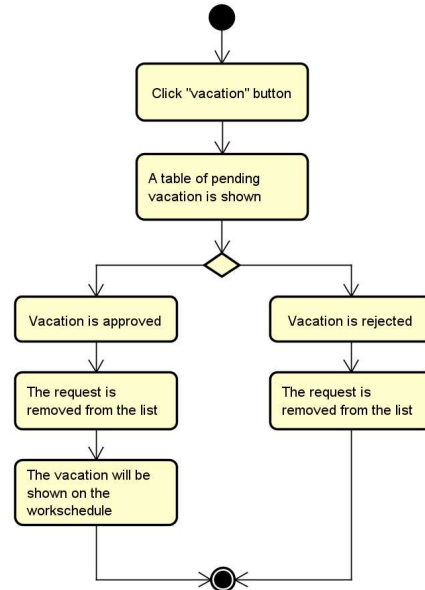 Click "vacation" button
A table of pending
vacation is shown
Vacation is approved
Vacation is rejected
The request is
removed from the list
The request is
removed from the list
The vacation will be
shown on the
workschedule